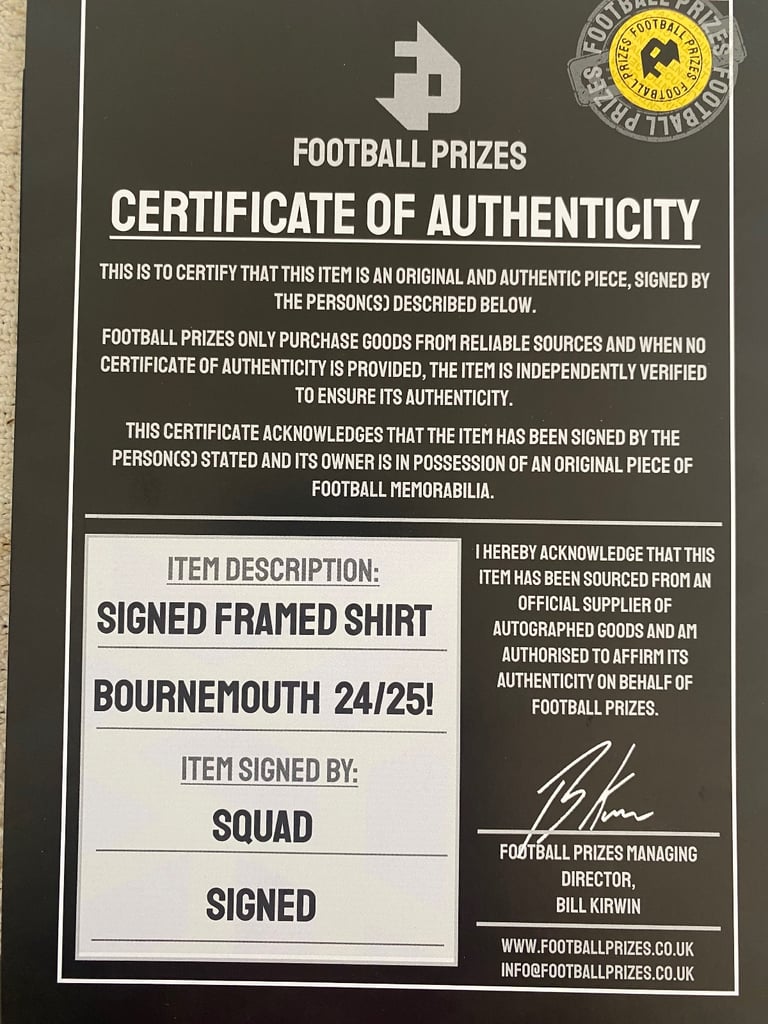 FOOTBALL PRIZES
FOOTBALL PRIZES
FOOTBALL PRIZES
FOOTBALL PRIZES
FOOTBALL PRIZES
CERTIFICATE OF AUTHENTICITY
THIS IS TO CERTIFY THAT THIS ITEM IS AN ORIGINAL AND AUTHENTIC PIECE, SIGNED BY
THE PERSON(S) DESCRIBED BELOW.
FOOTBALL PRIZES ONLY PURCHASE GOODS FROM RELIABLE SOURCES AND WHEN NO
CERTIFICATE OF AUTHENTICITY IS PROVIDED, THE ITEM IS INDEPENDENTLY VERIFIED
TO ENSURE ITS AUTHENTICITY.
THIS CERTIFICATE ACKNOWLEDGES THAT THE ITEM HAS BEEN SIGNED BY THE
PERSON(S) STATED AND ITS OWNER IS IN POSSESSION OF AN ORIGINAL PIECE OF
FOOTBALL MEMORABILIA.
ITEM DESCRIPTION:
SIGNED FRAMED SHIRT
BOURNEMOUTH 24/25!
ITEM SIGNED BY:
SQUAD
SIGNED
I HEREBY ACKNOWLEDGE THAT THIS
ITEM HAS BEEN SOURCED FROM AN
OFFICIAL SUPPLIER OF
AUTOGRAPHED GOODS AND AM
AUTHORISED TO AFFIRM ITS
AUTHENTICITY ON BEHALF OF
FOOTBALL PRIZES.
FOOTBALL PRIZES MANAGING
DIRECTOR,
BILL KIRWIN
WWW.FOOTBALLPRIZES.CO.UK
INFO@FOOTBALLPRIZES.CO.UK